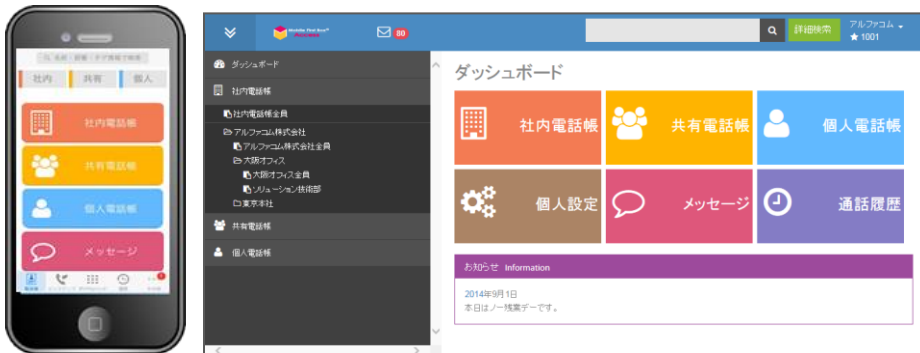 社内
共有
個人
社内電話帳
共有電話帳
個人電話帳
メッセージ
80
詳細検索
アルファコム
★ 1001
ダッシュボード
社内電話帳
社内電話帳全員
アルファコム株式会社
アルファコム株式会社全員
大阪オフィス
大阪オフィス全員
ソリューション技術部
東京本社
共有電話帳
個人電話帳
ダッシュボード
社内電話帳
共有電話帳
個人電話帳
個人設定
メッセージ
通話履歴
お知らせ Information
2014年9月1日
本日はノー残業デーです。